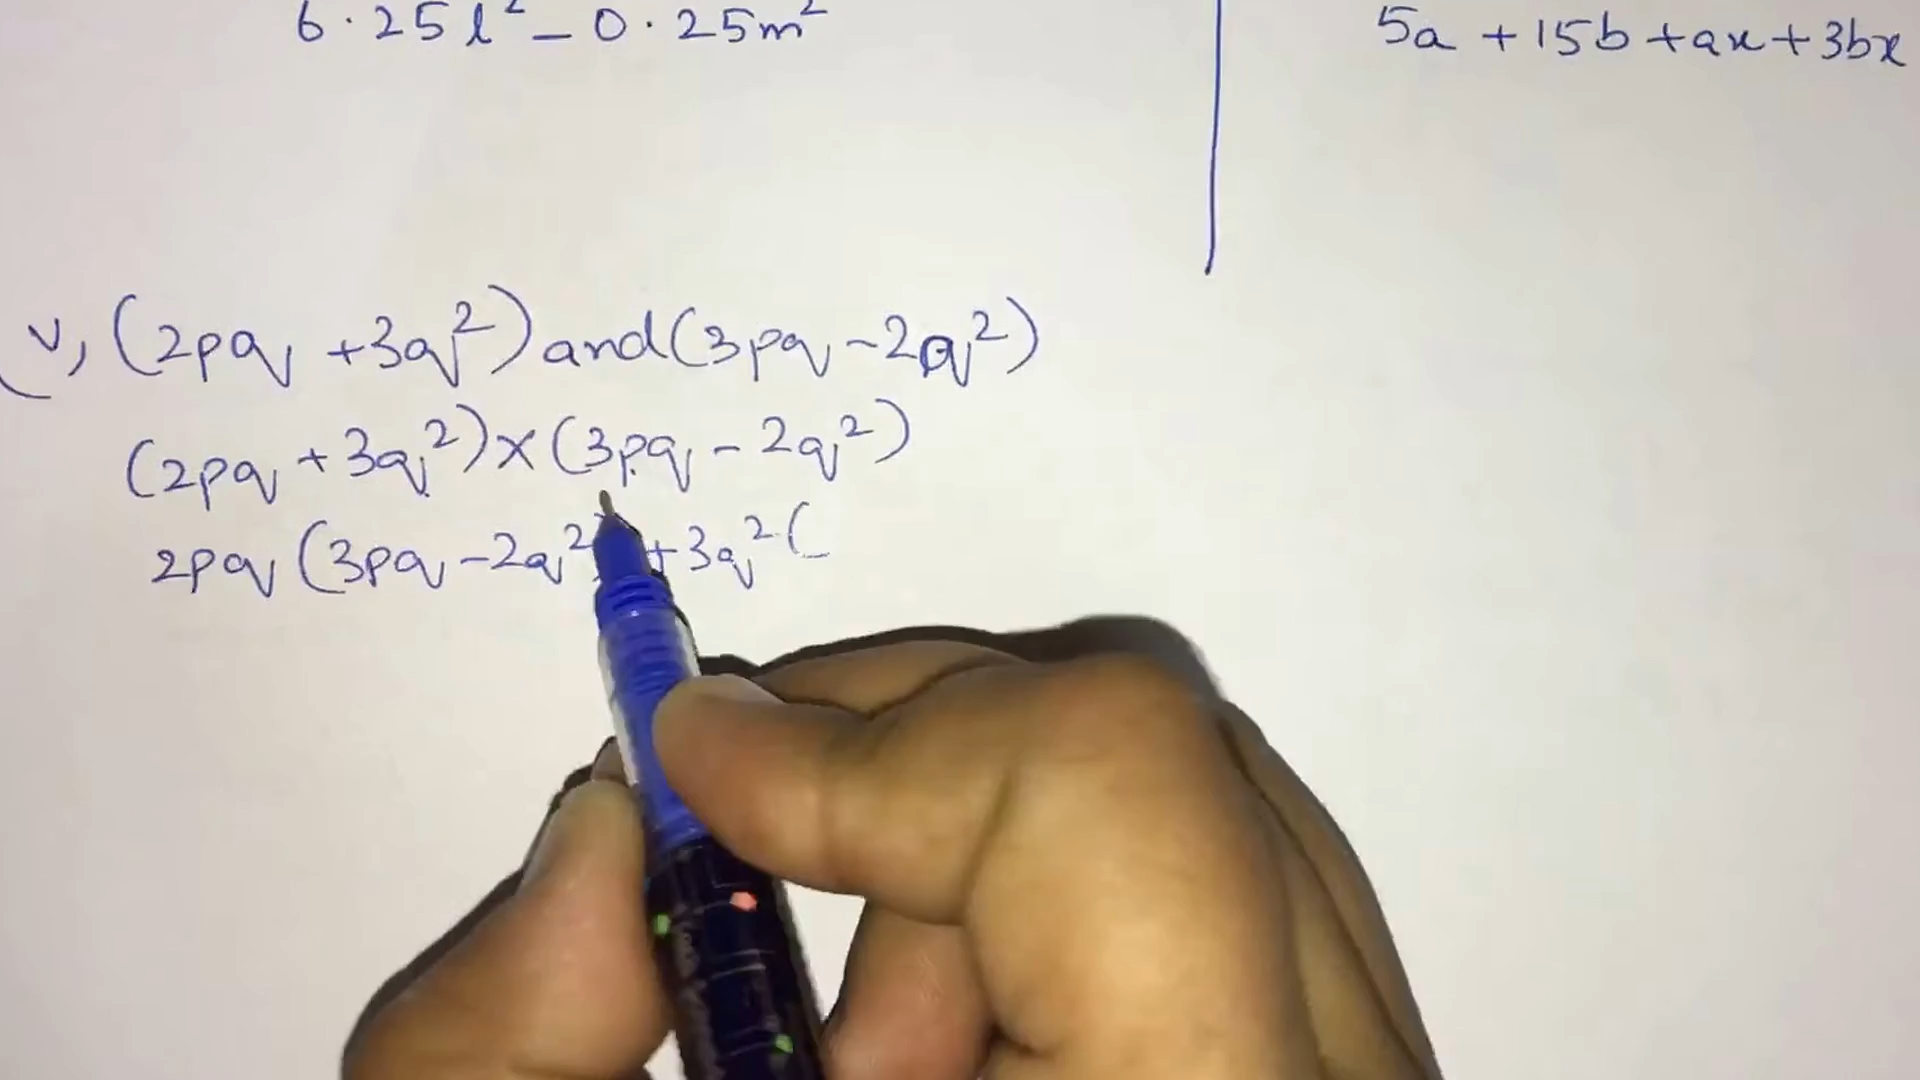 6.25l² - 0.25m²
5a + 15b + ax + 3bx
(v, (2pq + 3q²) and (3pq - 2q²)
(2pq + 3q²) × (3pq - 2q²)
2pq (3pq - 2q² + 3q² (